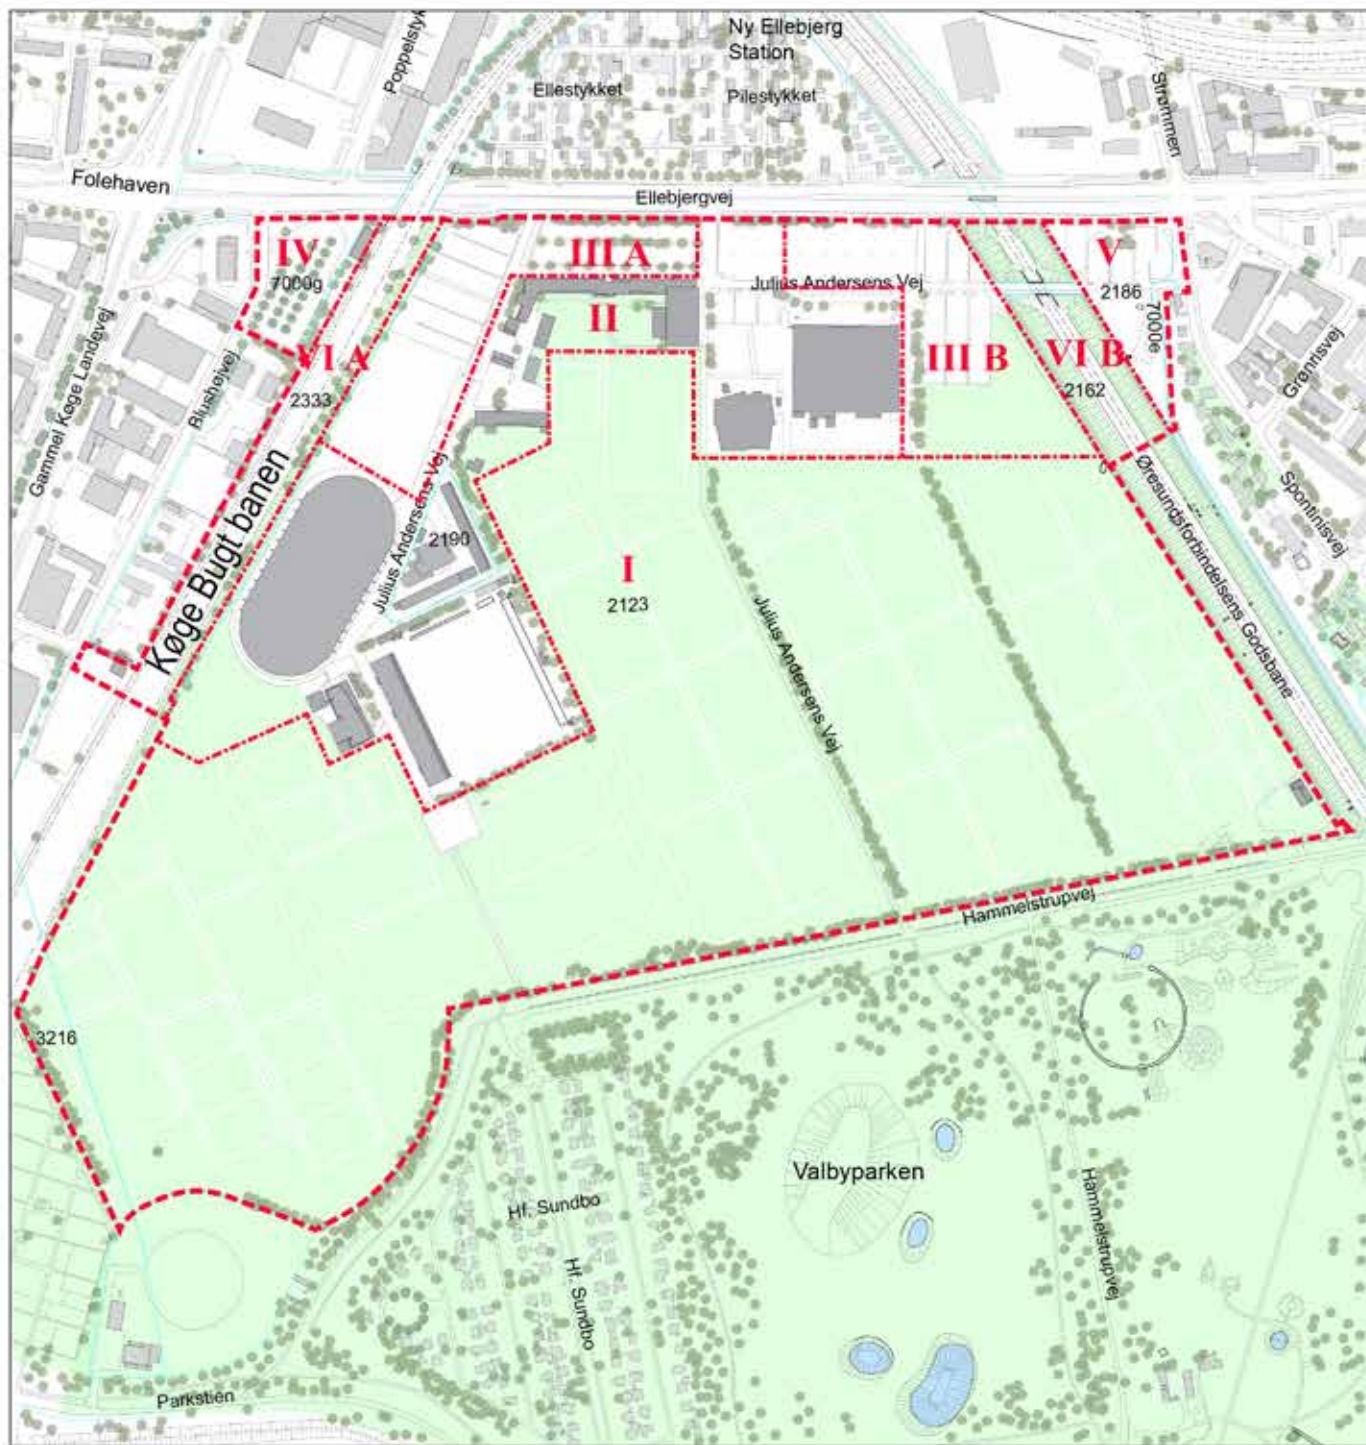 Ny Ellebjerg
Station
Poppelstyk
Ellestykket
Pilestykket
Strømmen
Folehaven
Ellebjergvej
IV
7000g
III A
Julius Andersens Vej
V
2186
7000e
II
Gammel Køge Landevej
Blushøjvej
VI A
2333
III B
VI B
2162
Grønrisvej
Køge Bugt banen
Julius Andersens Vej
2190
Øresundsforbindelsens Godsbane
Spontinisvej
I
2123
Julius Andersens Vej
Hammelstrupvej
3216
Valbyparken
Hf. Sundbo
Hf. Sundbo
Hammelstrupvej
Parkstien